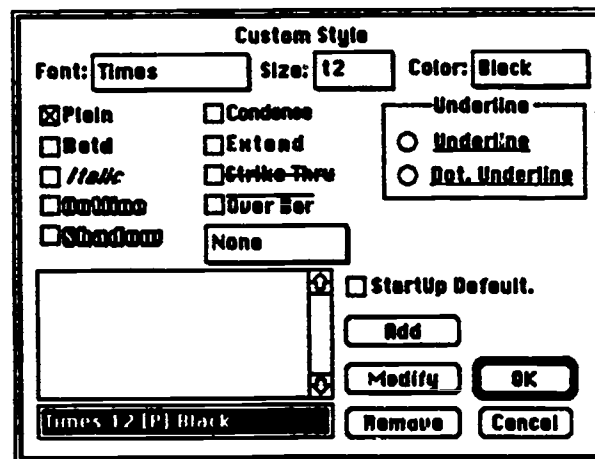 Custom Style
Font: Times Size: 12 Color: Black
Plain Condense Underline
Bold Extend Underline
Italic Strike Thru Dot. Underline
Outline Over Bar
Shadow None
StartUp Default.
Add
Modify OK
Times 12 [P] Black Remove Cancel